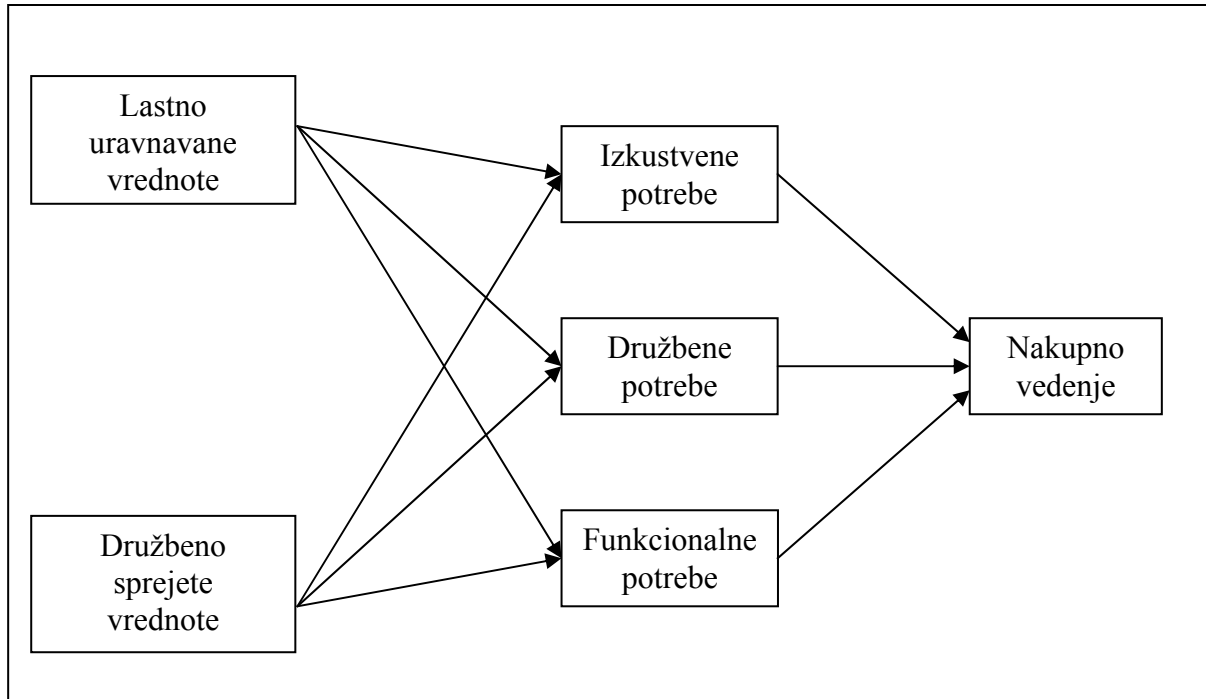 Lastno
uravnavane
vrednote
Izkustvene
potrebe
Družbene
potrebe
Nakupno
vedenje
Funkcionalne
potrebe
Družbeno
sprejete
vrednote